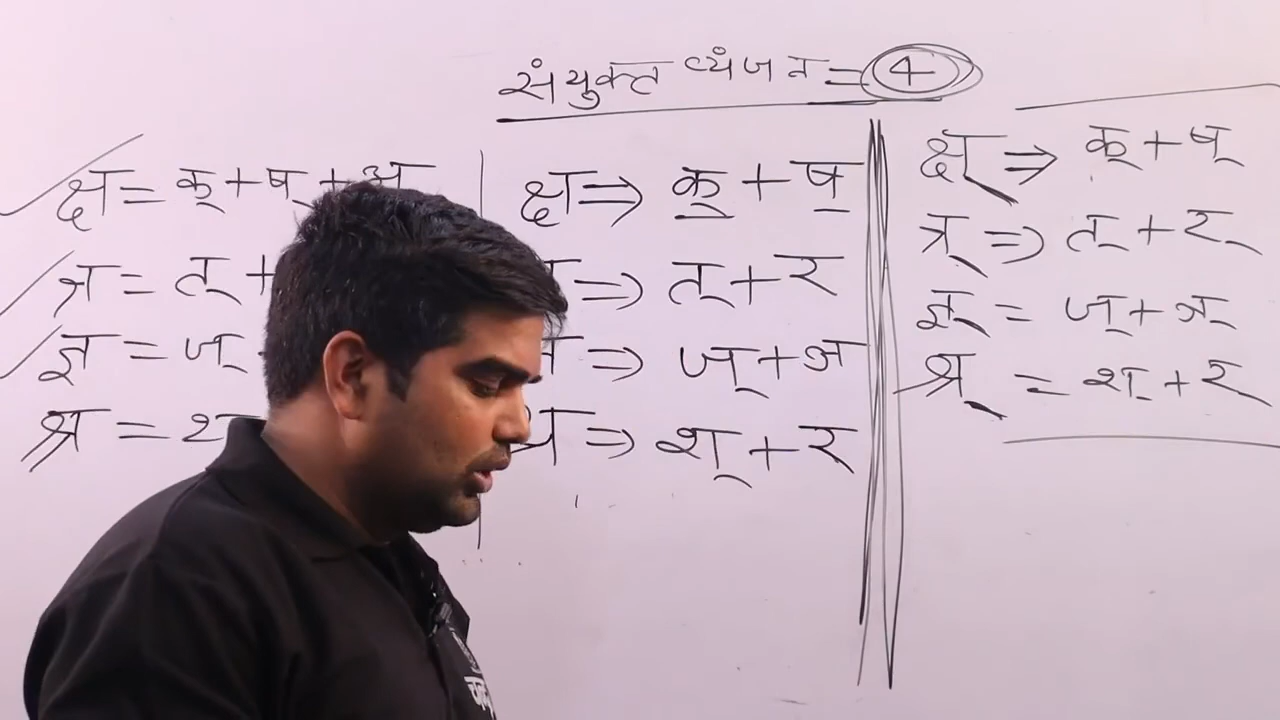 संयुक्त व्यंजन = 4
क्ष = क् + ष् + अ
त्र = त् +
ज्ञ = ज्
श्र =
क्ष ⇒ क् + ष
⇒ त् + र
⇒ ज् + ञ
⇒ श् + र
क्ष् ⇒ क् + ष्
त्र् ⇒ त् + र्
ज्ञ् = ज् + ञ्
श्र् = श् + र्